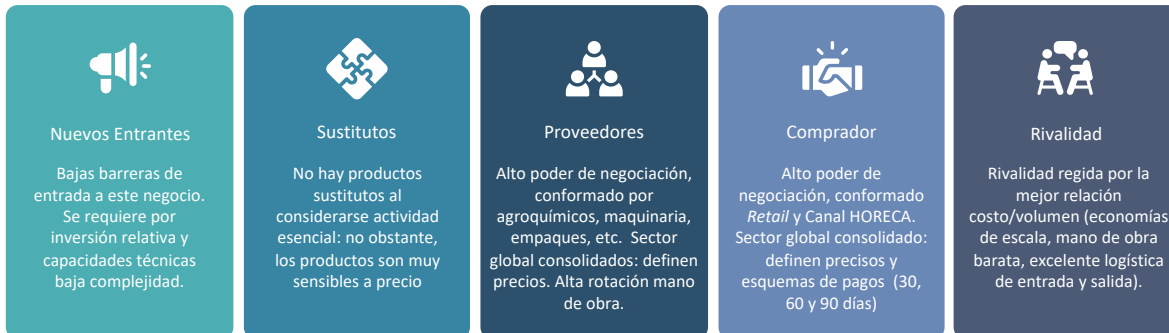 Nuevos Entrantes
Bajas barreras de
entrada a este negocio.
Se requiere por
inversión relativa y
capacidades técnicas
baja complejidad.
Sustitutos
No hay productos
sustitutos al
considerarse actividad
esencial: no obstante,
los productos son muy
sensibles a precio
Proveedores
Alto poder de negociación,
conformado por
agroquímicos, maquinaria,
empaques, etc. Sector
global consolidados: definen
precios. Alta rotación mano
de obra.
Comprador
Alto poder de
negociación, conformado
Retail y Canal HORECA.
Sector global consolidado:
definen precisos y
esquemas de pagos (30,
60 y 90 días)
Rivalidad
Rivalidad regida por la
mejor relación
costo/volumen (economías
de escala, mano de obra
barata, excelente logística
de entrada y salida).